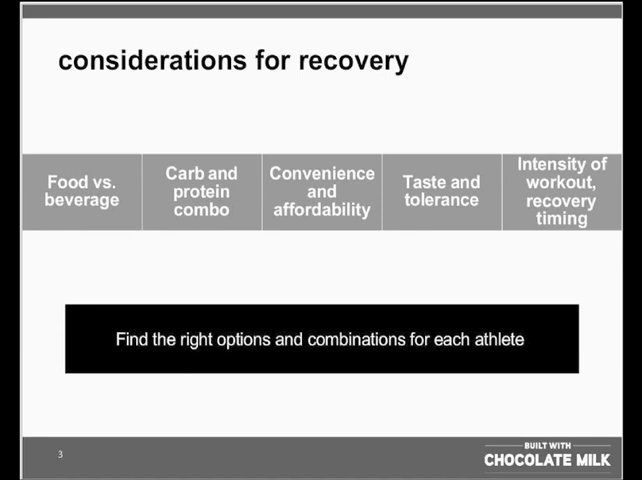 considerations for recovery
Food vs.
beverage
Carb and
protein
combo
Convenience
and
affordability
Taste and
tolerance
Intensity of
workout,
recovery
timing
Find the right options and combinations for each athlete
3
BUILT WITH
CHOCOLATE MILK